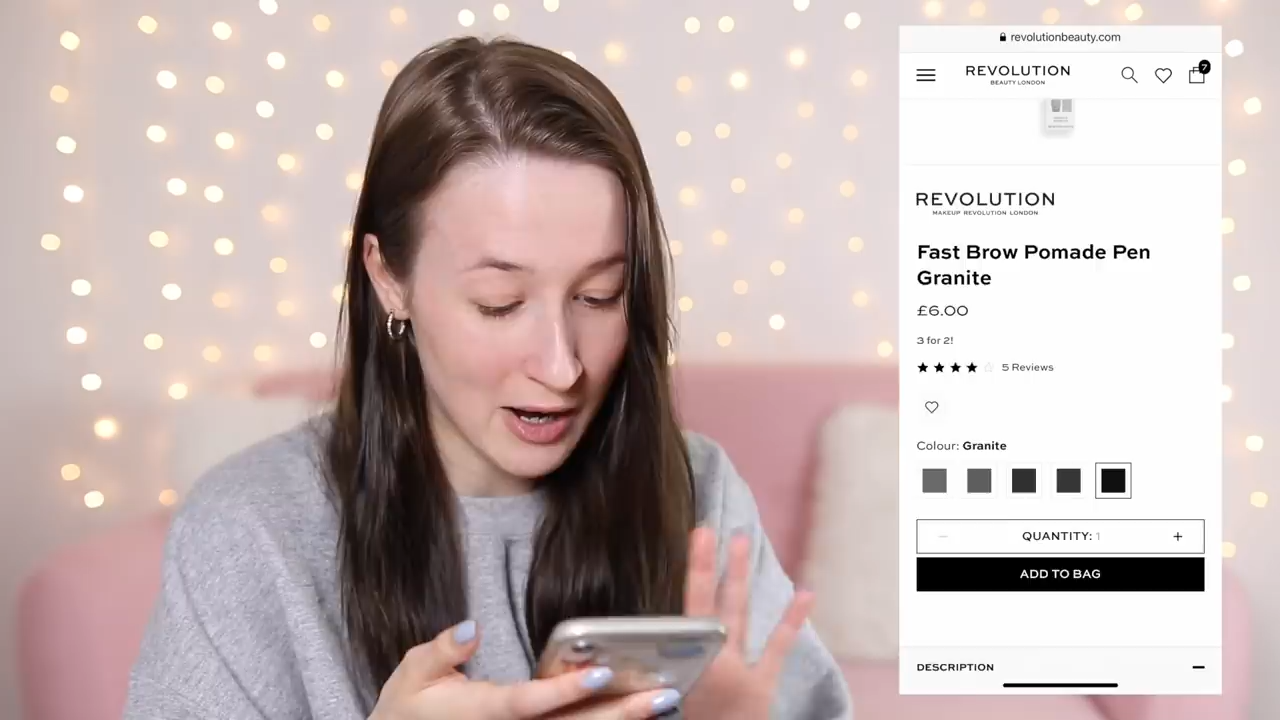 revolutionbeauty.com
REVOLUTION
BEAUTY LONDON
7
REVOLUTION
MAKEUP REVOLUTION LONDON
Fast Brow Pomade Pen
Granite
£6.00
3 for 2!
5 Reviews
Colour: Granite
QUANTITY: 1
ADD TO BAG
DESCRIPTION